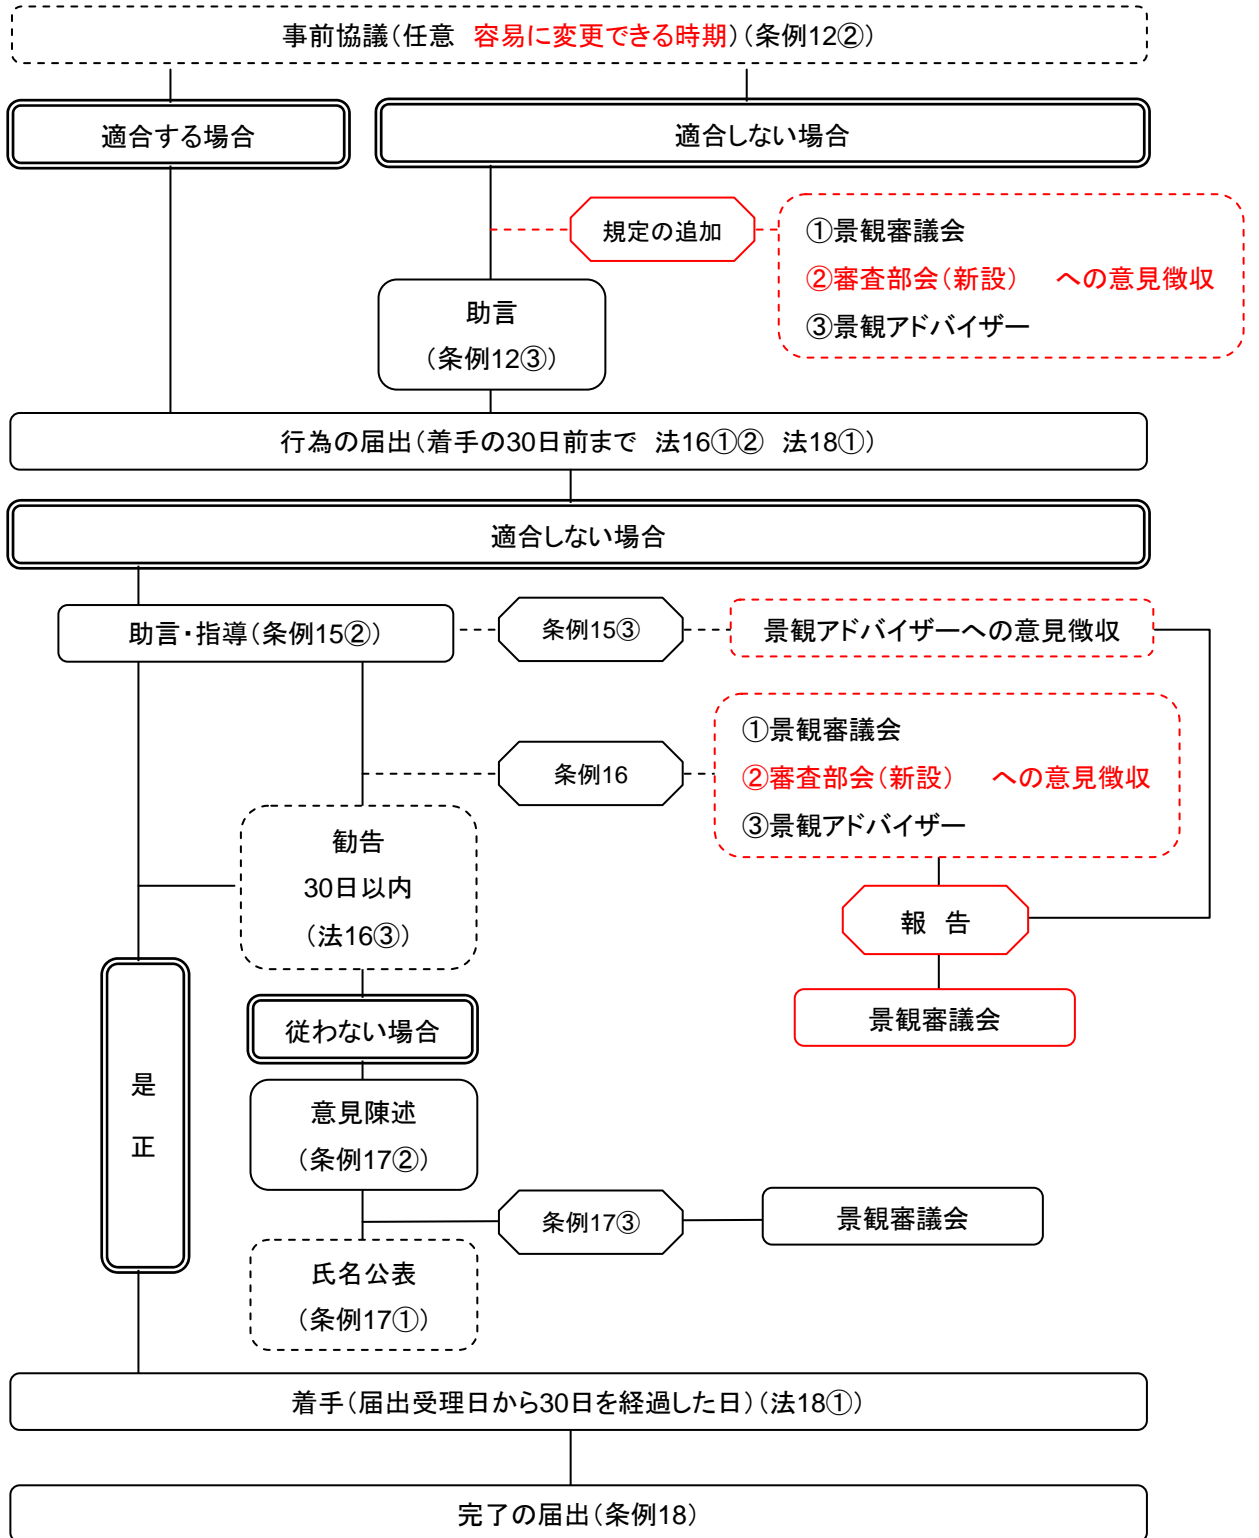 事前協議(任意　容易に変更できる時期)(条例12②)
適合する場合
適合しない場合
規定の追加
①景観審議会
②審査部会(新設)　への意見徴収
③景観アドバイザー
助言
(条例12③)
行為の届出(着手の30日前まで　法16①②　法18①)
適合しない場合
助言・指導(条例15②)
条例15③
景観アドバイザーへの意見徴収
条例16
①景観審議会
②審査部会(新設)　への意見徴収
③景観アドバイザー
勧告
30日以内
(法16③)
報　告
景観審議会
従わない場合
是
正
意見陳述
(条例17②)
条例17③
景観審議会
氏名公表
(条例17①)
着手(届出受理日から30日を経過した日)(法18①)
完了の届出(条例18)